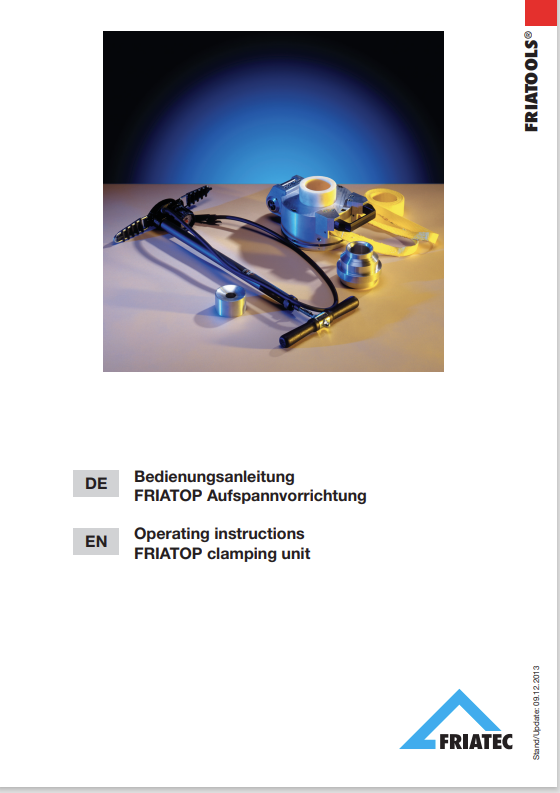 FRIATOOLS®
DE
Bedienungsanleitung
FRIATOP Aufspannvorrichtung
EN
Operating instructions
FRIATOP clamping unit
FRIATEC
Stand/Update: 09.12.2013